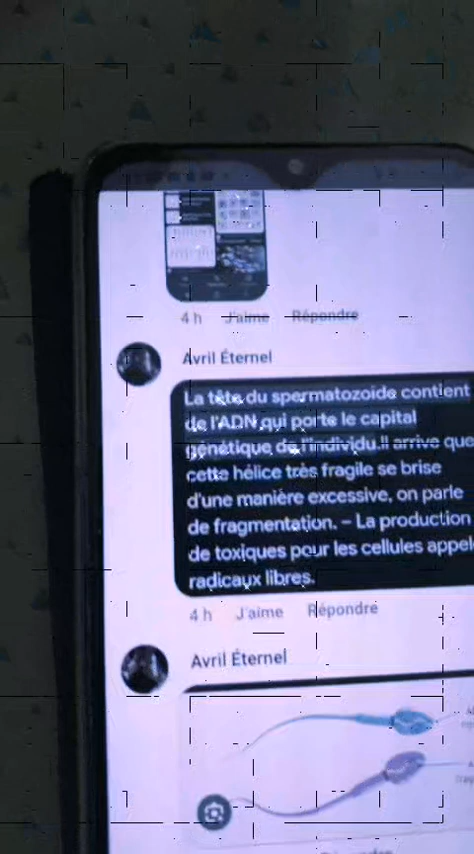 4 h J'aime Répondre
Avril Éternel
La tête du spermatozoïde contient
de l'ADN qui porte le capital
génétique de l'individu.Il arrive que
cette hélice très fragile se brise
d'une manière excessive, on parle
de fragmentation. – La production
de toxiques pour les cellules appel
radicaux libres.
4 h J'aime Répondre
Avril Éternel